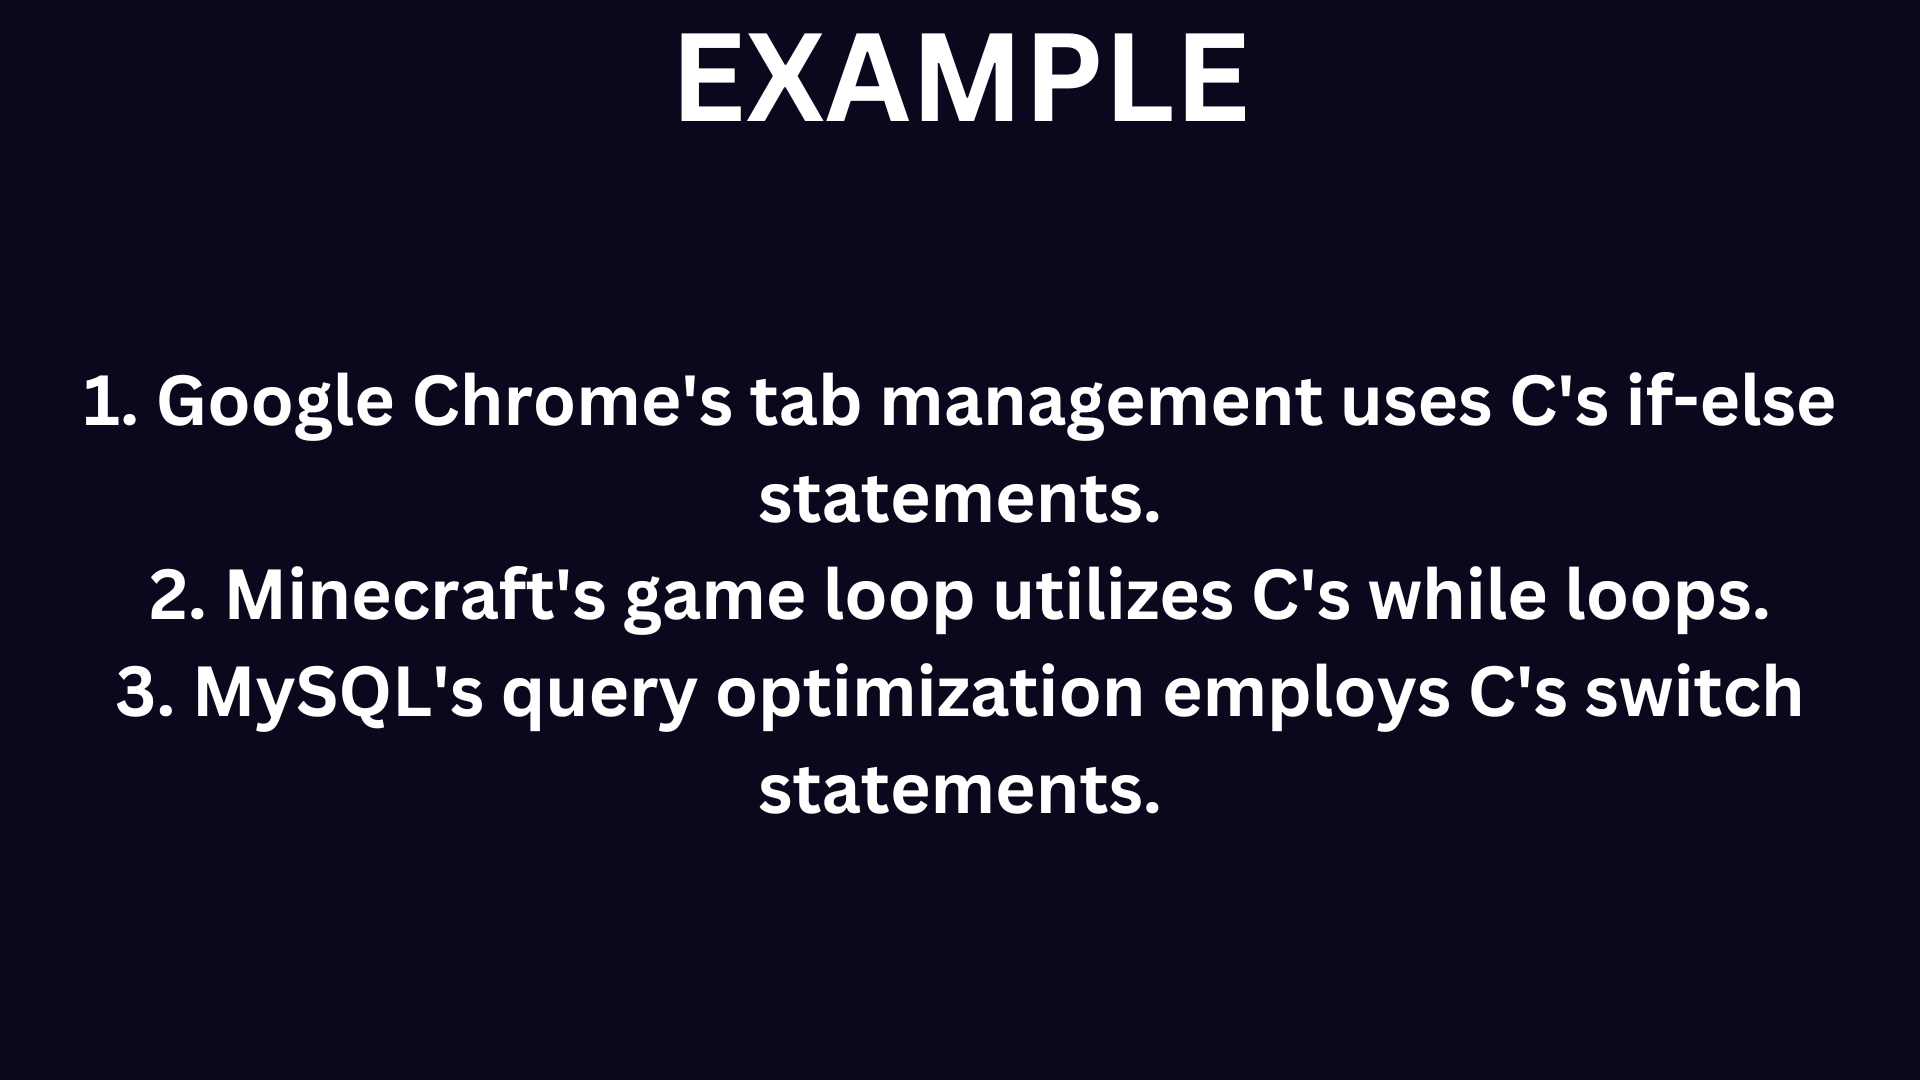 EXAMPLE
1. Google Chrome's tab management uses C's if-else
statements.
2. Minecraft's game loop utilizes C's while loops.
3. MySQL's query optimization employs C's switch
statements.